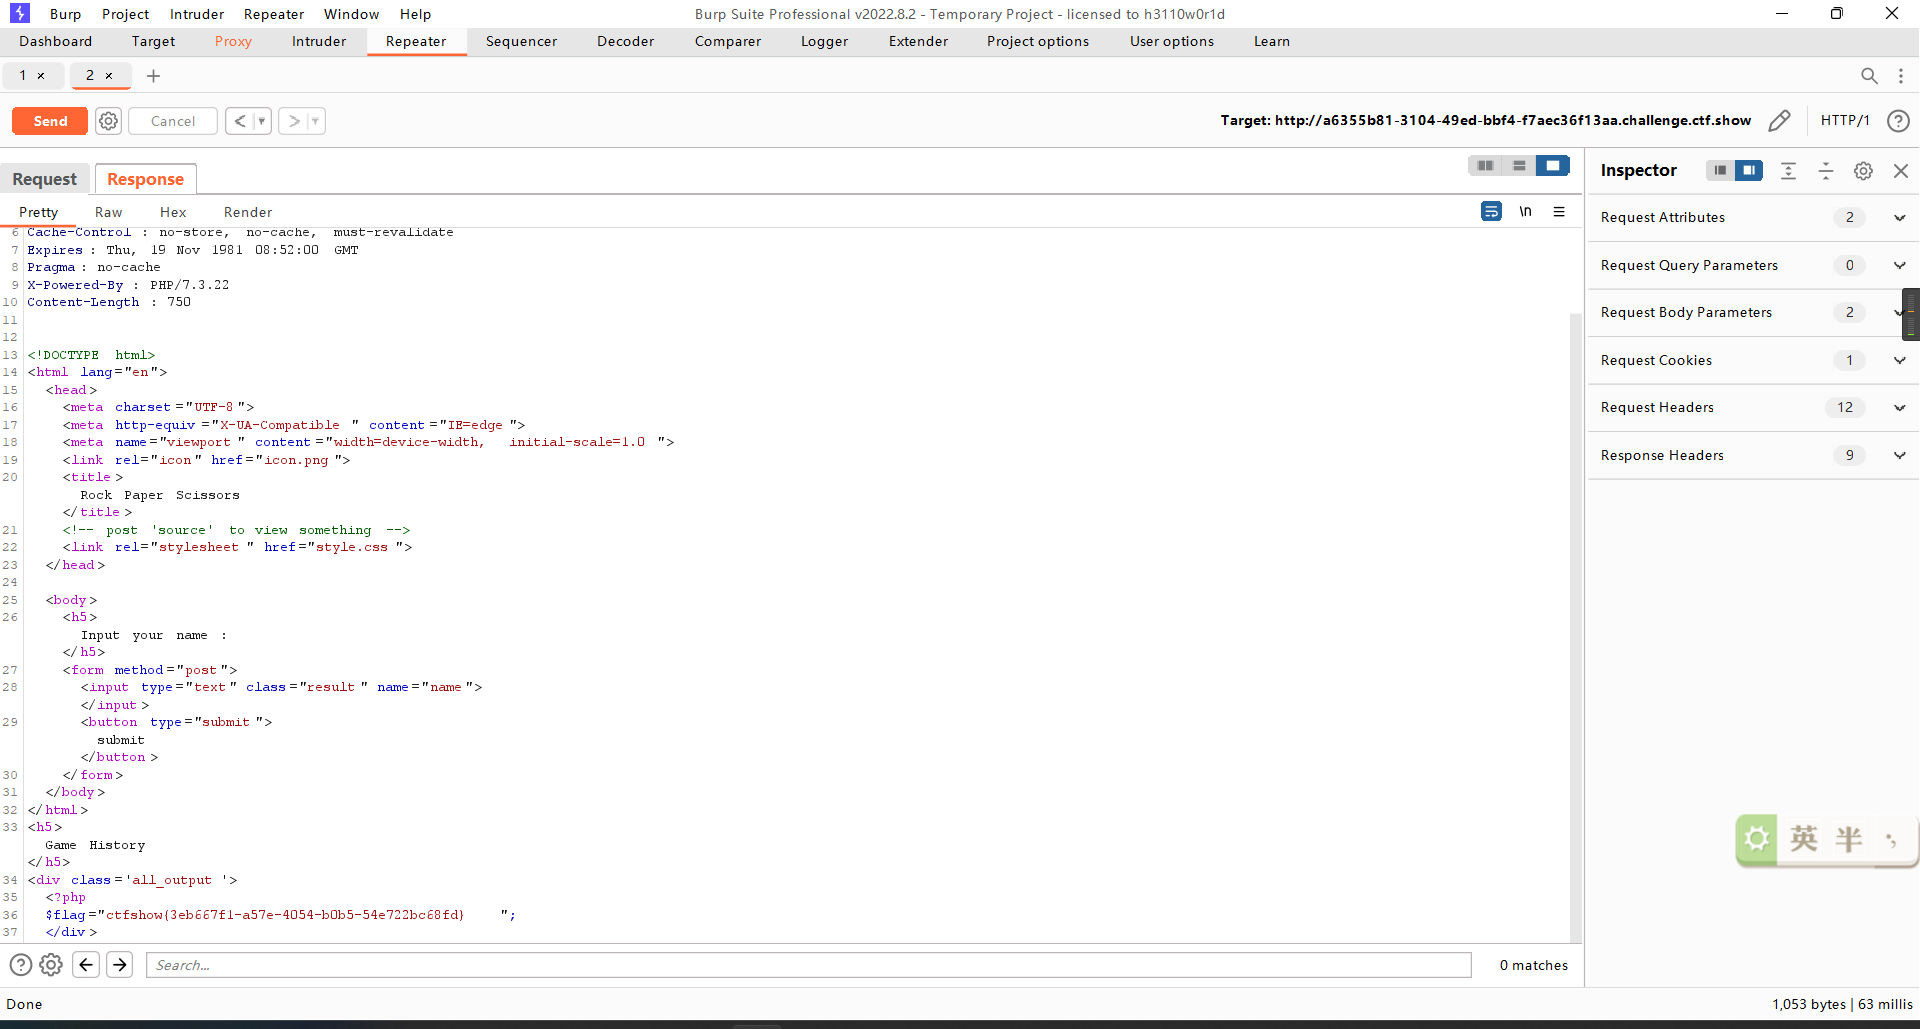 Burp Project Intruder Repeater Window Help Burp Suite Professional v2022.8.2 - Temporary Project - licensed to h3110w0r1d
Dashboard Target Proxy Intruder Repeater Sequencer Decoder Comparer Logger Extender Project options User options Learn
1 × 2 × +
Send Cancel < > Target: http://a6355b81-3104-49ed-bbf4-f7aec36f13aa.challenge.ctf.show HTTP/1 ?
Request Response
Pretty Raw Hex Render \n
6 Cache-Control : no-store, no-cache, must-revalidate
7 Expires : Thu, 19 Nov 1981 08:52:00 GMT
8 Pragma : no-cache
9 X-Powered-By : PHP/7.3.22
10 Content-Length : 750
11
12
13 <!DOCTYPE html>
14 <html lang="en">
15 <head>
16 <meta charset="UTF-8">
17 <meta http-equiv="X-UA-Compatible" content="IE=edge">
18 <meta name="viewport" content="width=device-width, initial-scale=1.0">
19 <link rel="icon" href="icon.png">
20 <title>
Rock Paper Scissors
</title>
21 <!-- post 'source' to view something -->
22 <link rel="stylesheet" href="style.css">
23 </head>
24
25 <body>
26 <h5>
Input your name :
</h5>
27 <form method="post">
28 <input type="text" class="result" name="name">
</input>
29 <button type="submit">
submit
</button>
30 </form>
31 </body>
32 </html>
33 <h5>
Game History
</h5>
34 <div class='all_output '>
35 <?php
36 $flag="ctfshow{3eb667f1-a57e-4054-b0b5-54e722bc68fd} ";
37 </div>
Inspector
Request Attributes 2
Request Query Parameters 0
Request Body Parameters 2
Request Cookies 1
Request Headers 12
Response Headers 9
英 半 ·,
? Search... 0 matches
Done 1,053 bytes | 63 millis